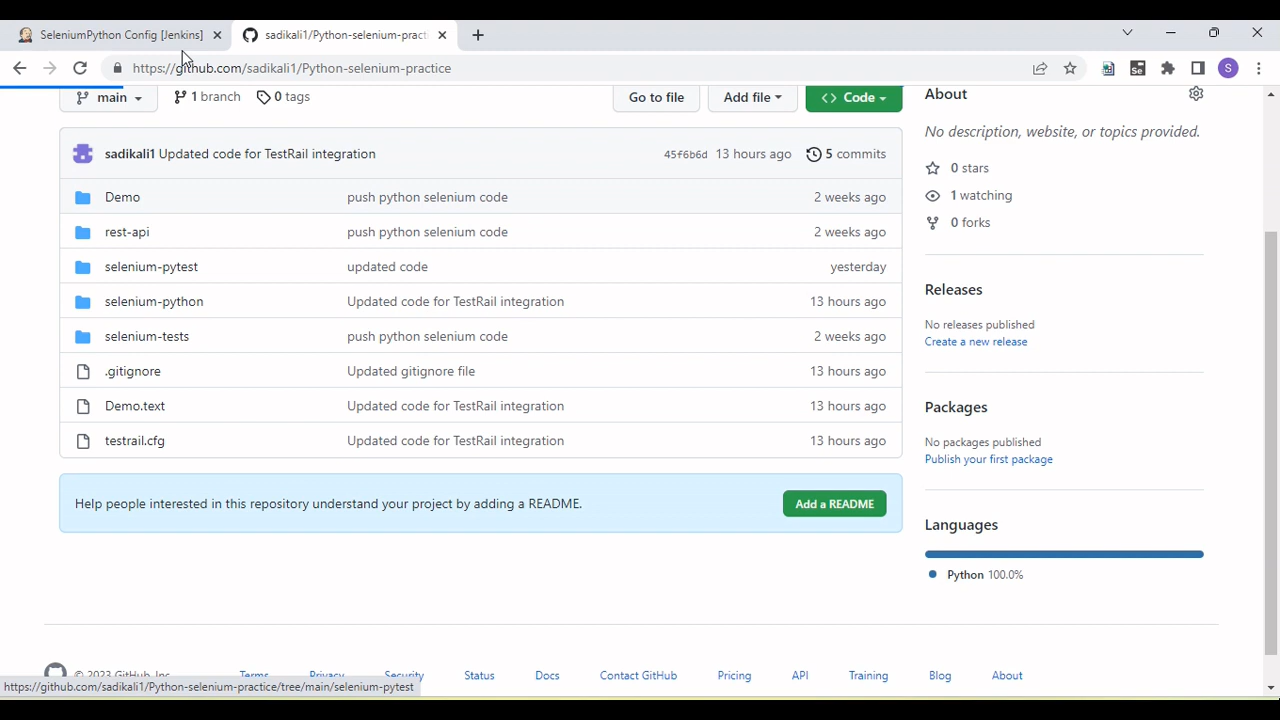 SeleniumPython Config [Jenkins]
sadikali1/Python-selenium-practi
https://github.com/sadikali1/Python-selenium-practice
S
main
1 branch
0 tags
Go to file
Add file
<> Code
sadikali1 Updated code for TestRail integration
45f6b6d 13 hours ago 5 commits
Demo push python selenium code 2 weeks ago
rest-api push python selenium code 2 weeks ago
selenium-pytest updated code yesterday
selenium-python Updated code for TestRail integration 13 hours ago
selenium-tests push python selenium code 2 weeks ago
.gitignore Updated gitignore file 13 hours ago
Demo.text Updated code for TestRail integration 13 hours ago
testrail.cfg Updated code for TestRail integration 13 hours ago
Help people interested in this repository understand your project by adding a README.
Add a README
About
No description, website, or topics provided.
0 stars
1 watching
0 forks
Releases
No releases published
Create a new release
Packages
No packages published
Publish your first package
Languages
Python 100.0%
© 2023 GitHub, Inc.
Terms
Privacy
Security
Status
Docs
Contact GitHub
Pricing
API
Training
Blog
About
https://github.com/sadikali1/Python-selenium-practice/tree/main/selenium-pytest